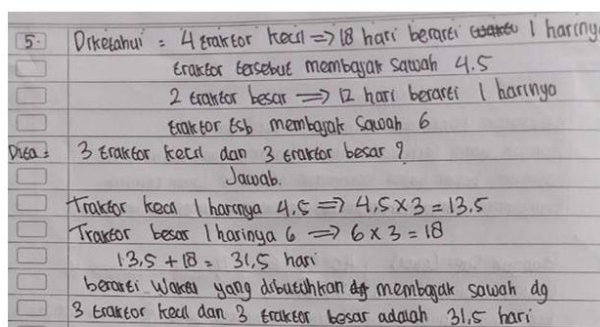 5. Diketahui = 4 traktor kecil => 18 hari berarti 1 harinya
traktor tersebut membajak sawah 4.5
2 traktor besar => 12 hari berarti 1 harinya
traktor tsb membajak sawah 6
Dita = 3 traktor kecil dan 3 traktor besar ?
Jawab.
Traktor kecil 1 harinya 4,5 => 4,5 x 3 = 13.5
Traktor besar 1 harinya 6 => 6 x 3 = 18
13,5 + 18 = 31,5 hari
berarti waktu yang dibutuhkan membajak sawah dg
3 traktor kecil dan 3 traktor besar adalah 31,5 hari